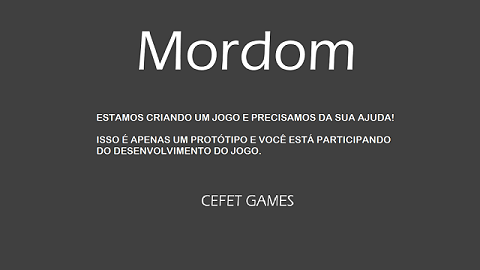 Mordom
ESTAMOS CRIANDO UM JOGO E PRECISAMOS DA SUA AJUDA!
ISSO É APENAS UM PROTÓTIPO E VOCÊ ESTÁ PARTICIPANDO
DO DESENVOLVIMENTO DO JOGO.
CEFET GAMES